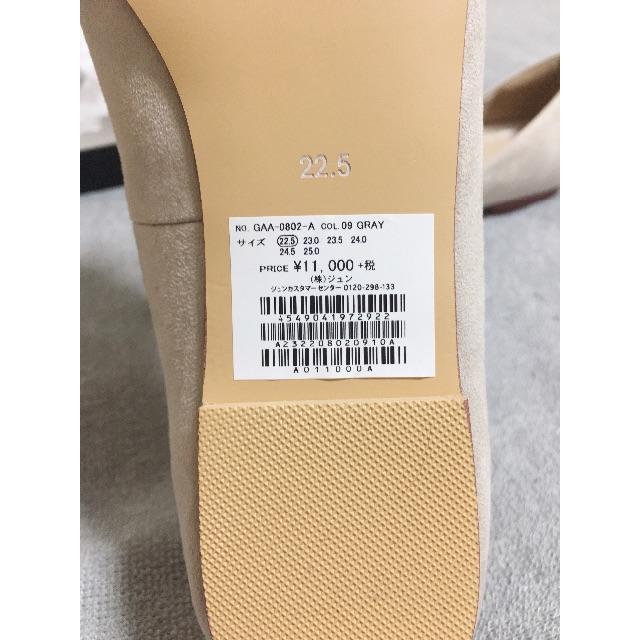 22.5
NO. GAA-0802-A COL.09 GRAY
サイズ 22.5 23.0 23.5 24.0
24.5 25.0
PRICE ¥11,000 +税
(株)ジュン
ジュンカスタマーセンター 0120-298-133
4549041972922
A232208020910A
A011000A